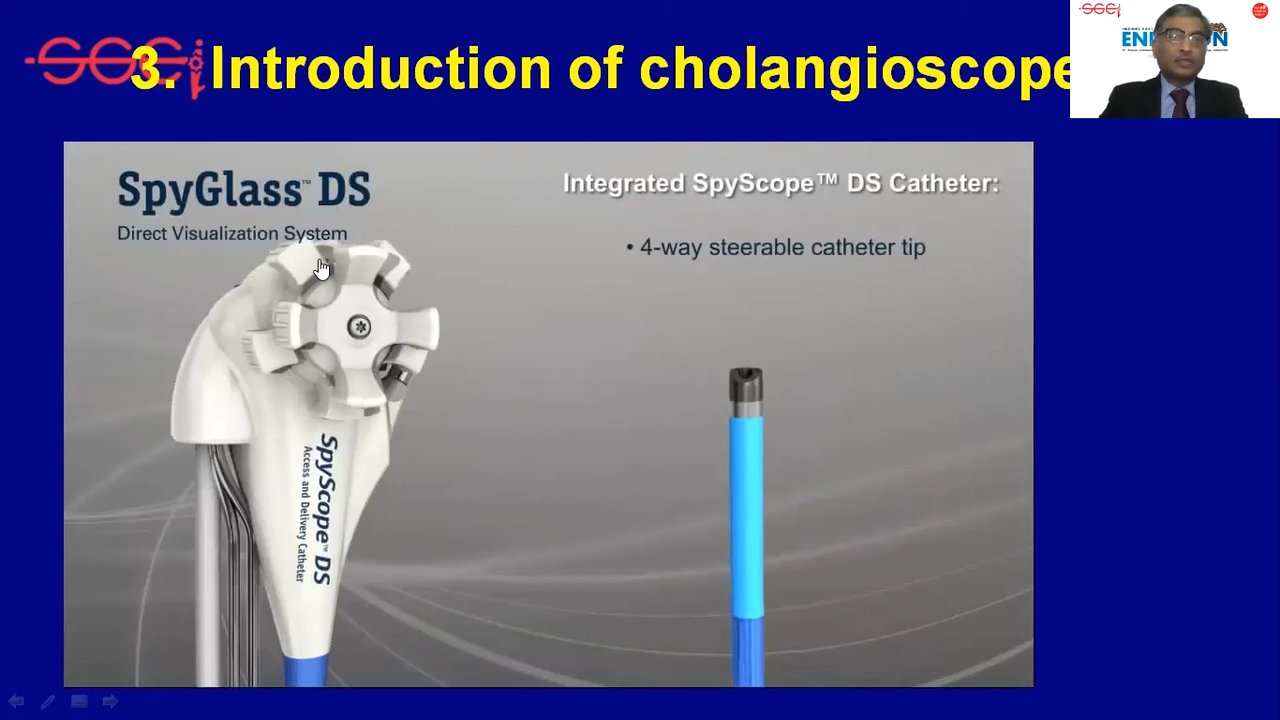 SGEi
3. Introduction of cholangioscope
SpyGlass™ DS
Direct Visualization System
Integrated SpyScope™ DS Catheter:
• 4-way steerable catheter tip
SpyScope™ DS
Access and Delivery Catheter